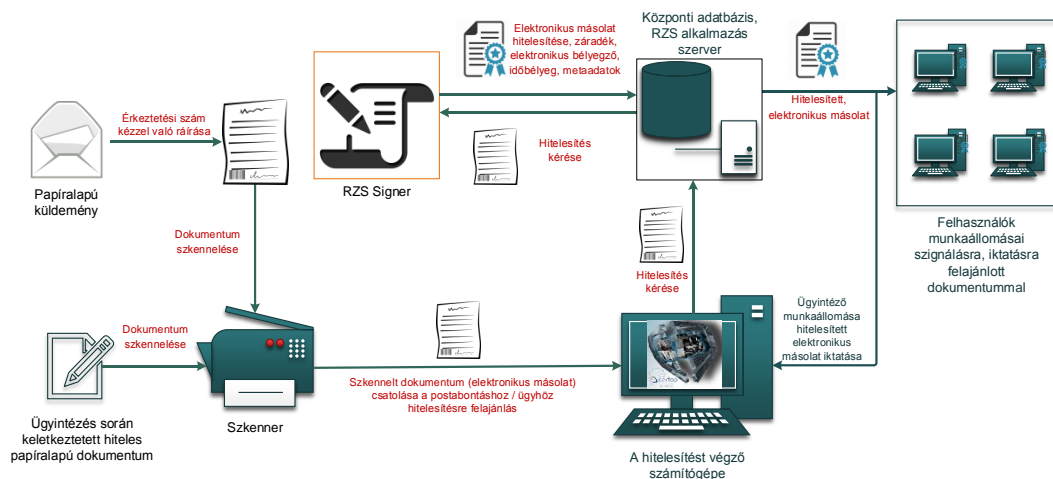 Elektronikus másolat
hitelesítése, záradék,
elektronikus bélyegző,
időbélyeg, metaadatok
Központi adatbázis,
RZS alkalmazás
szerver
Érkeztetési szám
kézzel való ráírása
Hitelesített,
elektronikus másolat
Hitelesítés
kérése
Papíralapú
küldemény
RZS Signer
Dokumentum
szkennelése
Hitelesítés
kérése
Felhasználók
munkaállomásai
szignálásra, iktatásra
felajánlott
dokumentummal
Dokumentum
szkennelése
Ügyintéző
munkaállomása
hitelesített
elektronikus
másolat iktatása
certop
Szkennelt dokumentum (elektronikus másolat)
csatolása a postabontáshoz / ügyhöz
hitelesítésre felajánlás
Ügyintézés során
keletkeztetett hiteles
papíralapú dokumentum
Szkenner
A hitelesítést végző
számítógépe